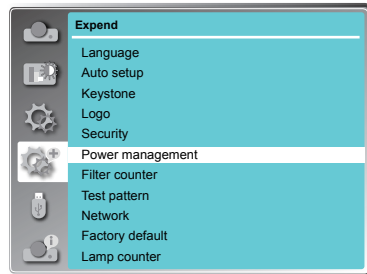 Expend
Language
Auto setup
Keystone
Logo
Security
Power management
Filter counter
Test pattern
Network
Factory default
Lamp counter